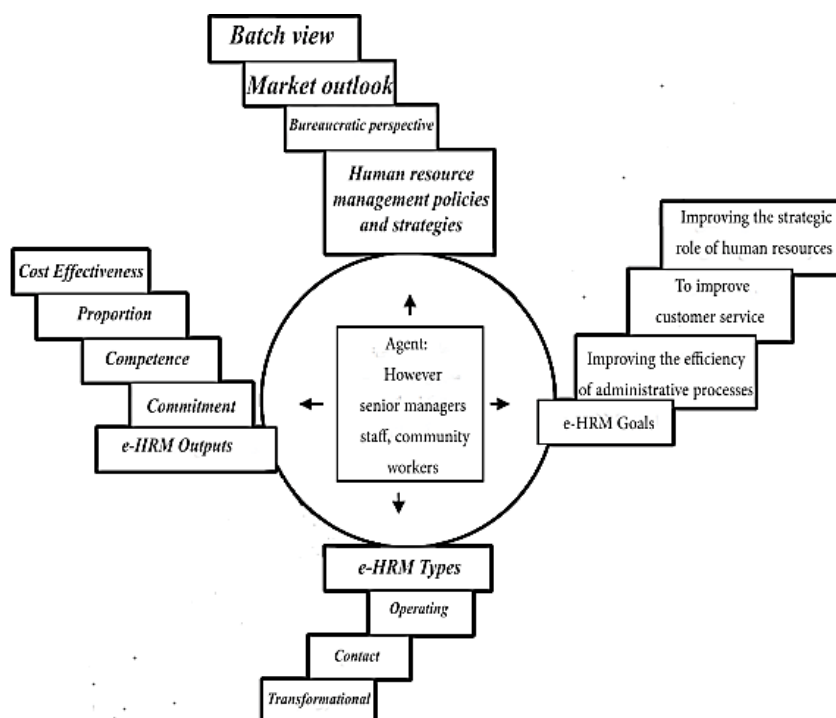 Batch view
Market outlook
Bureaucratic perspective
Human resource
management policies
and strategies
Improving the strategic
role of human resources
To improve
customer service
Improving the efficiency
of administrative processes
e-HRM Goals
Cost Effectiveness
Proportion
Competence
Commitment
e-HRM Outputs
Agent:
However
senior managers
staff, community
workers
e-HRM Types
Operating
Contact
Transformational